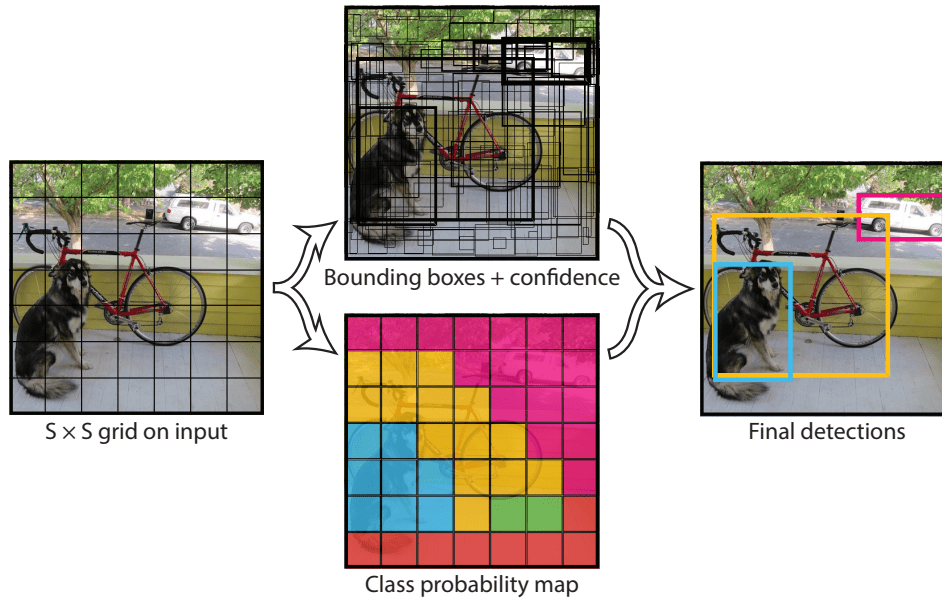 Bounding boxes + confidence
S × S grid on input
Final detections
Class probability map